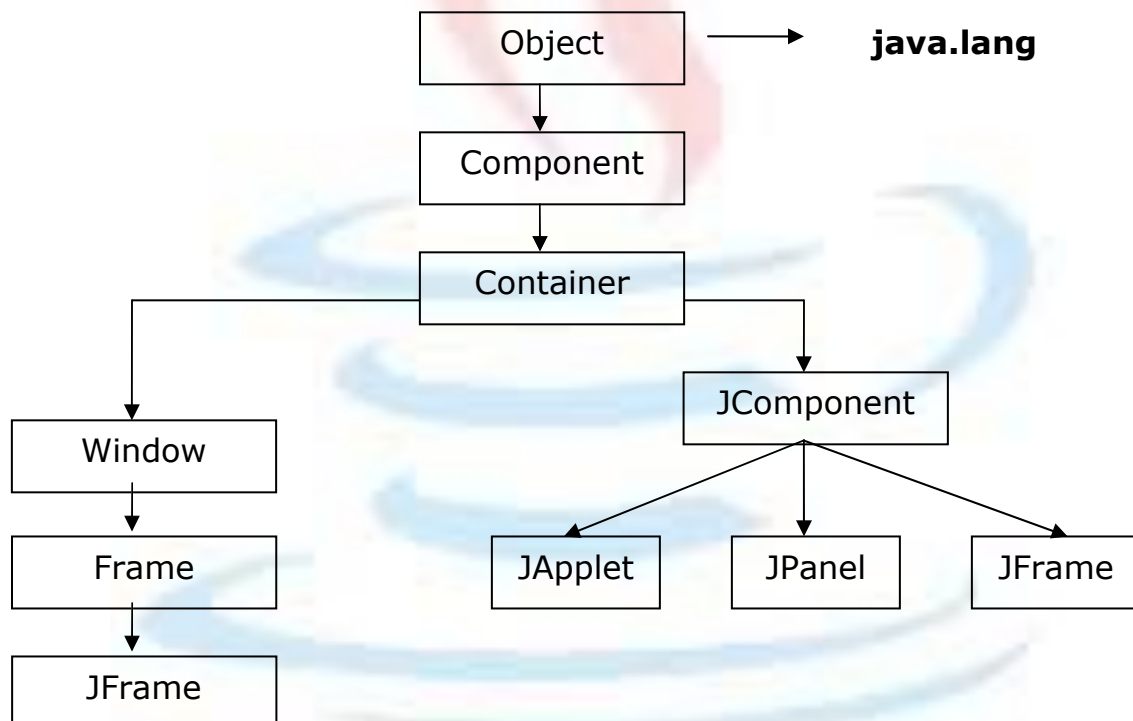 Object
java.lang
Component
Container
JComponent
Window
Frame
JApplet
JPanel
JFrame
JFrame